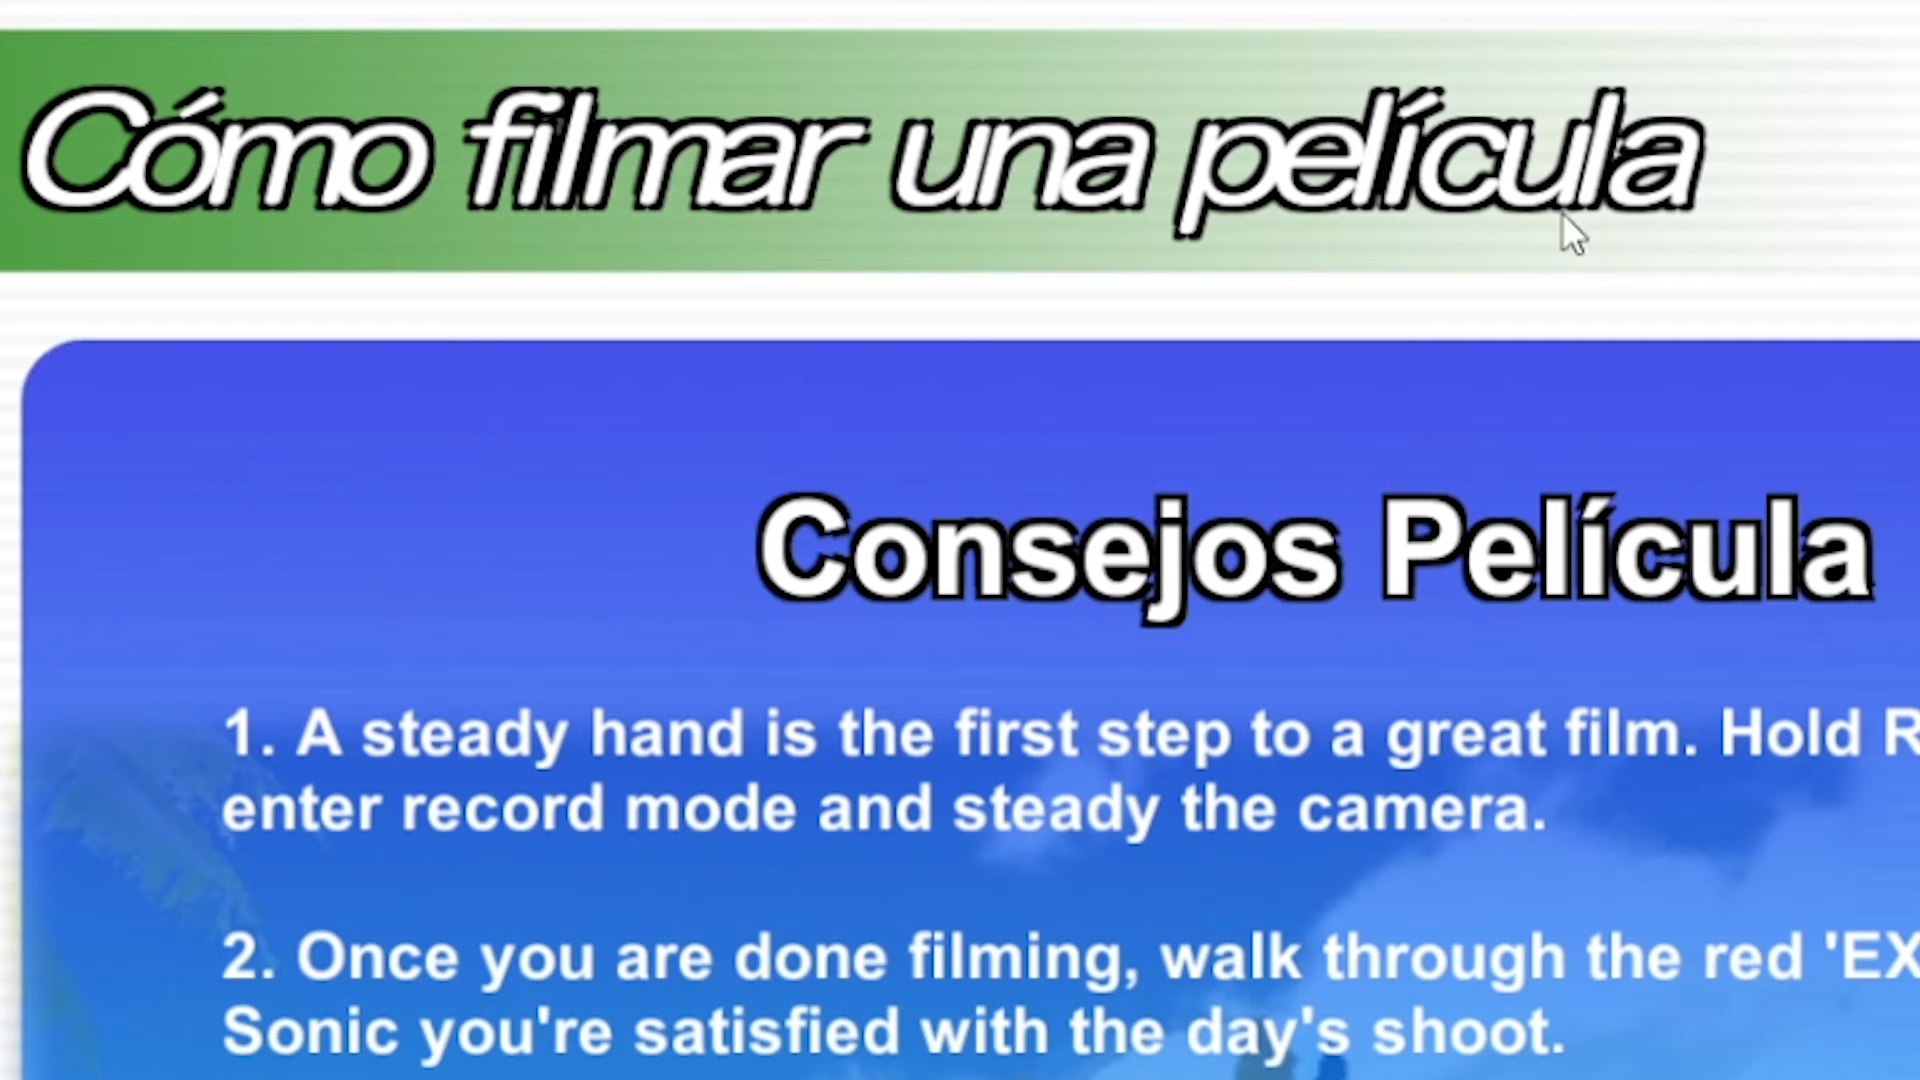 Cómo filmar una película
Consejos Película
1. A steady hand is the first step to a great film. Hold R
enter record mode and steady the camera.
2. Once you are done filming, walk through the red 'EX
Sonic you're satisfied with the day's shoot.